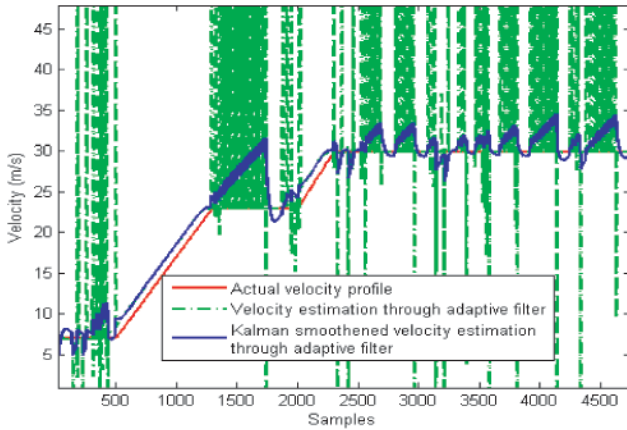 45
40
35
30
25
20
15
10
5
Velocity (m/s)
Actual velocity profile
Velocity estimation through adaptive filter
Kalman smoothened velocity estimation
through adaptive filter
500 1000 1500 2000 2500 3000 3500 4000 4500
Samples